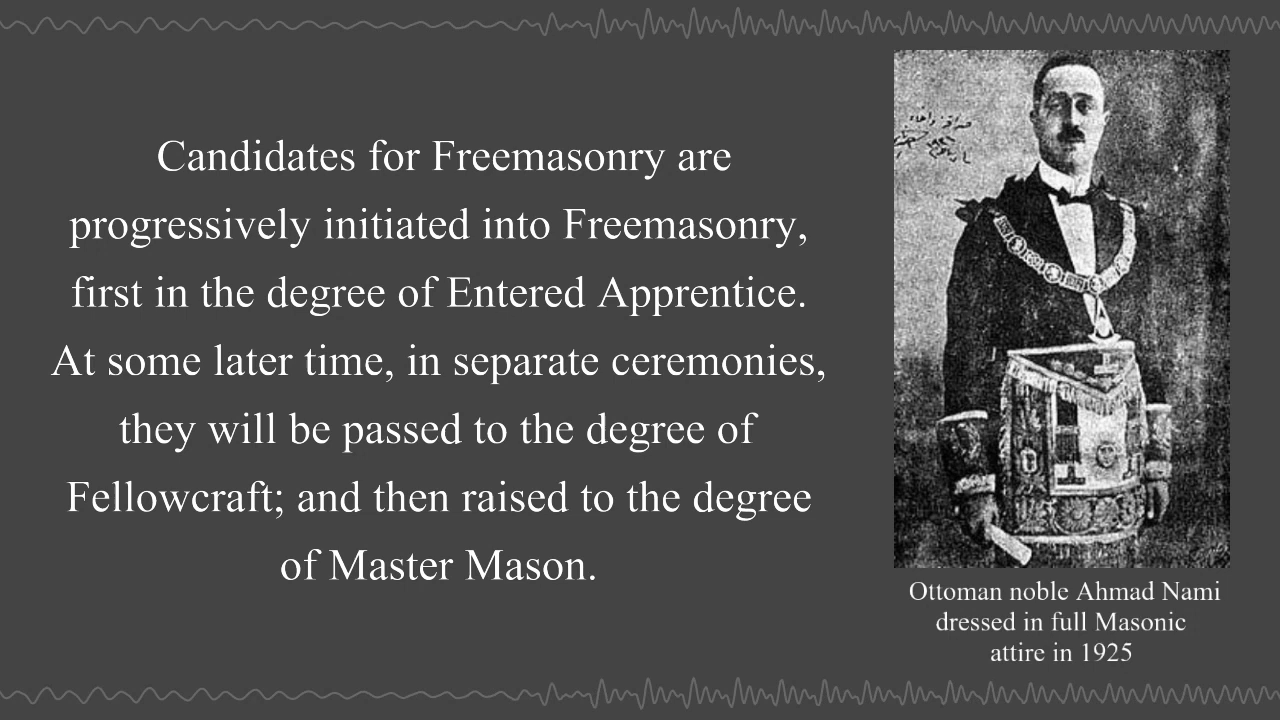 Candidates for Freemasonry are
progressively initiated into Freemasonry,
first in the degree of Entered Apprentice.
At some later time, in separate ceremonies,
they will be passed to the degree of
Fellowcraft; and then raised to the degree
of Master Mason.
Ottoman noble Ahmad Nami
dressed in full Masonic
attire in 1925